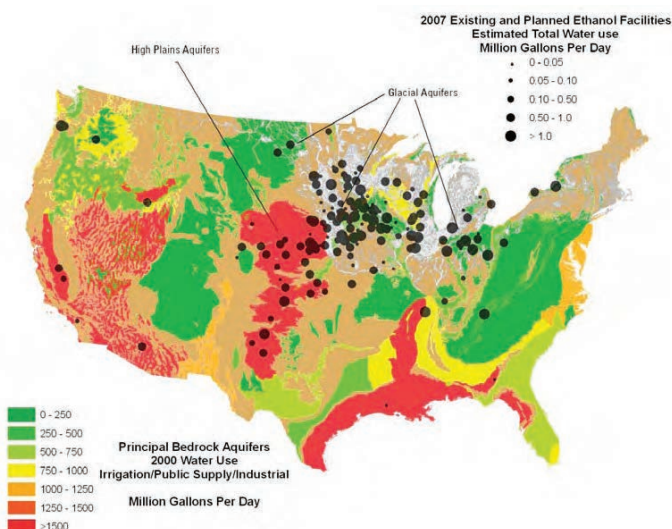 2007 Existing and Planned Ethanol Facilities
Estimated Total Water use
Million Gallons Per Day
0 - 0.05
0.05 - 0.10
0.10 - 0.50
0.50 - 1.0
> 1.0
High Plains Aquifers
Glacial Aquifers
0 - 250
250 - 500
500 - 750
750 - 1000
1000 - 1250
1250 - 1500
>1500
Principal Bedrock Aquifers
2000 Water Use
Irrigation/Public Supply/Industrial
Million Gallons Per Day